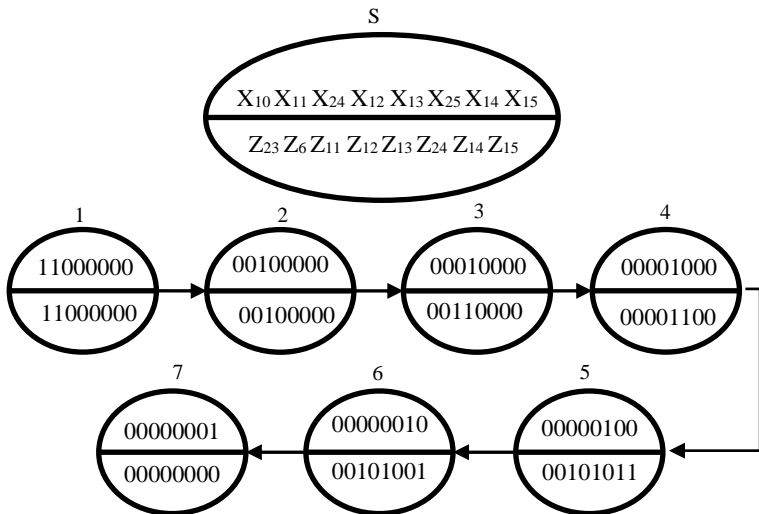 S
X₁₀ X₁₁ X₂₄ X₁₂ X₁₃ X₂₅ X₁₄ X₁₅
Z₂₃ Z₆ Z₁₁ Z₁₂ Z₁₃ Z₂₄ Z₁₄ Z₁₅
1 2 3 4
11000000 00100000 00010000 00001000
11000000 00100000 00110000 00001100
7 6 5
00000001 00000010 00000100
00000000 00101001 00101011